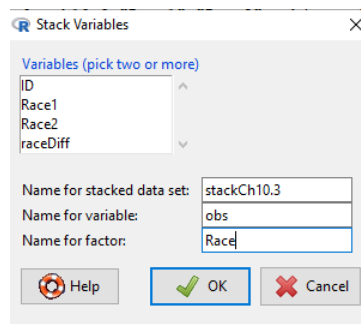 Stack Variables
Variables (pick two or more)
ID
Race1
Race2
raceDiff
Name for stacked data set: stackCh10.3
Name for variable: obs
Name for factor: Race
Help OK Cancel